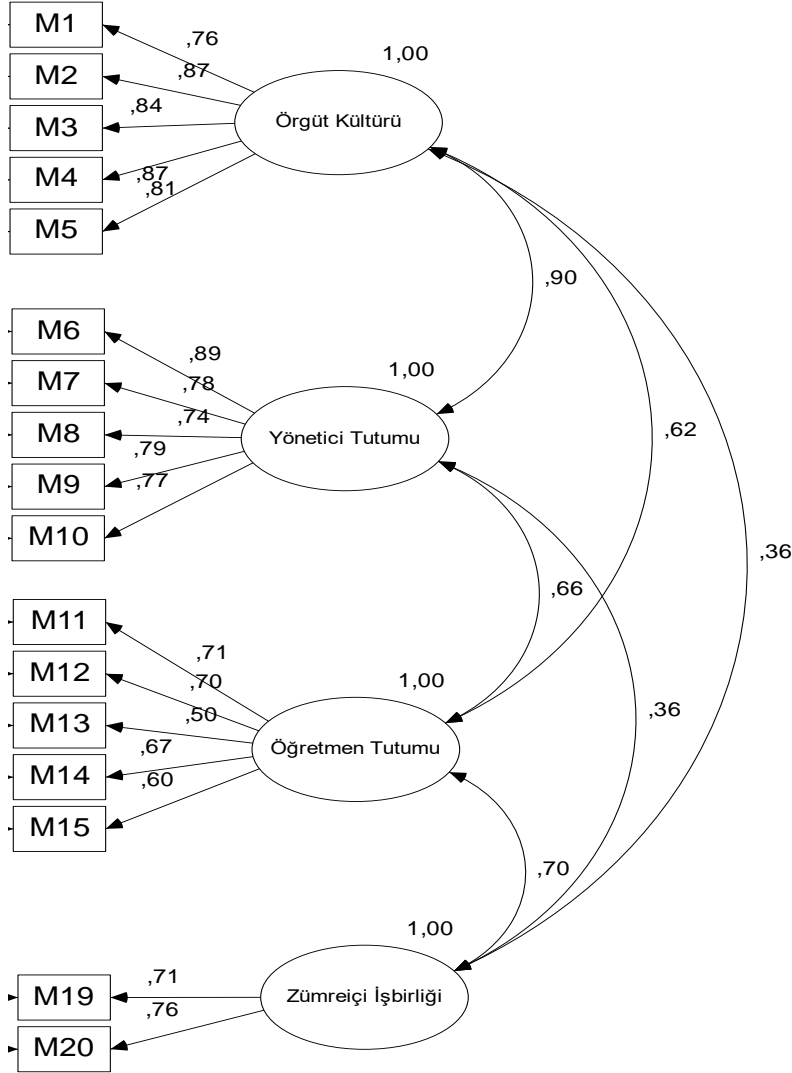 M1
M2
M3
M4
M5
,76
,87
,84
,87
,81
1,00
Örgüt Kültürü
,90
M6
M7
M8
M9
M10
,89
,78
,74
,79
,77
1,00
Yönetici Tutumu
,62
,36
,66
M11
M12
M13
M14
M15
,71
,70
,50
,67
,60
1,00
Öğretmen Tutumu
,36
,70
M19
M20
,71
,76
1,00
Zümreiçi İşbirliği